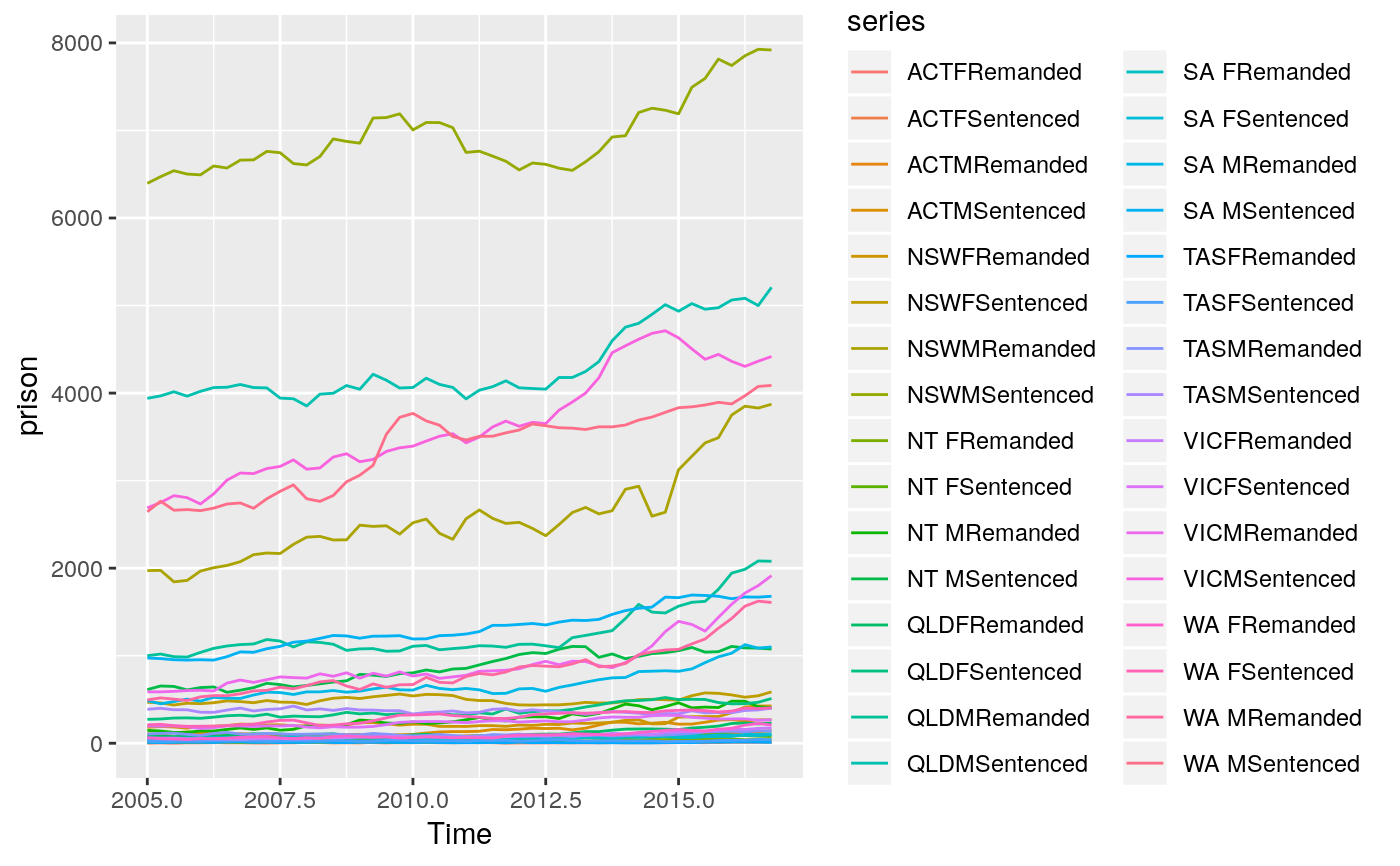 prison
8000
6000
4000
2000
0
2005.0 2007.5 2010.0 2012.5 2015.0
Time
series
ACTFRemanded
ACTFSentenced
ACTMRemanded
ACTMSentenced
NSWFRemanded
NSWFSentenced
NSWMRemanded
NSWMSentenced
NT FRemanded
NT FSentenced
NT MRemanded
NT MSentenced
QLDFRemanded
QLDFSentenced
QLDMRemanded
QLDMSentenced
SA FRemanded
SA FSentenced
SA MRemanded
SA MSentenced
TASFRemanded
TASFSentenced
TASMRemanded
TASMSentenced
VICFRemanded
VICFSentenced
VICMRemanded
VICMSentenced
WA FRemanded
WA FSentenced
WA MRemanded
WA MSentenced